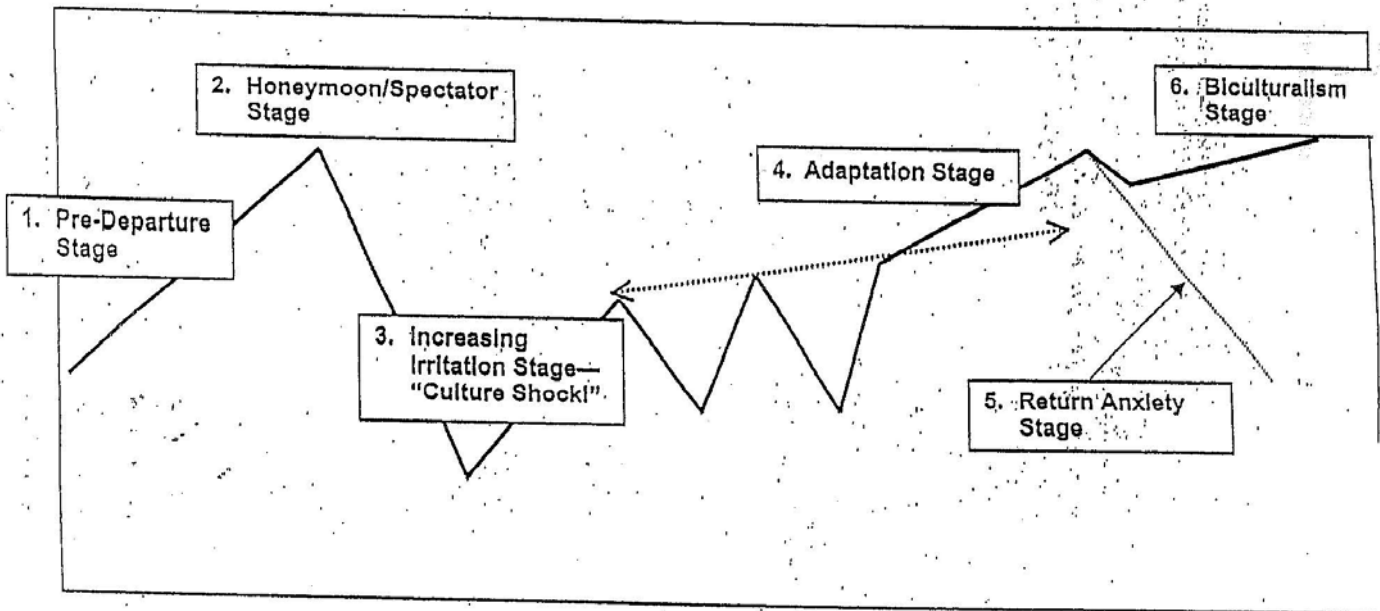 1. Pre-Departure
Stage
2. Honeymoon/Spectator
Stage
3. Increasing
Irritation Stage—
“Culture Shock!”
4. Adaptation Stage
5. Return Anxiety
Stage
6. Biculturalism
Stage